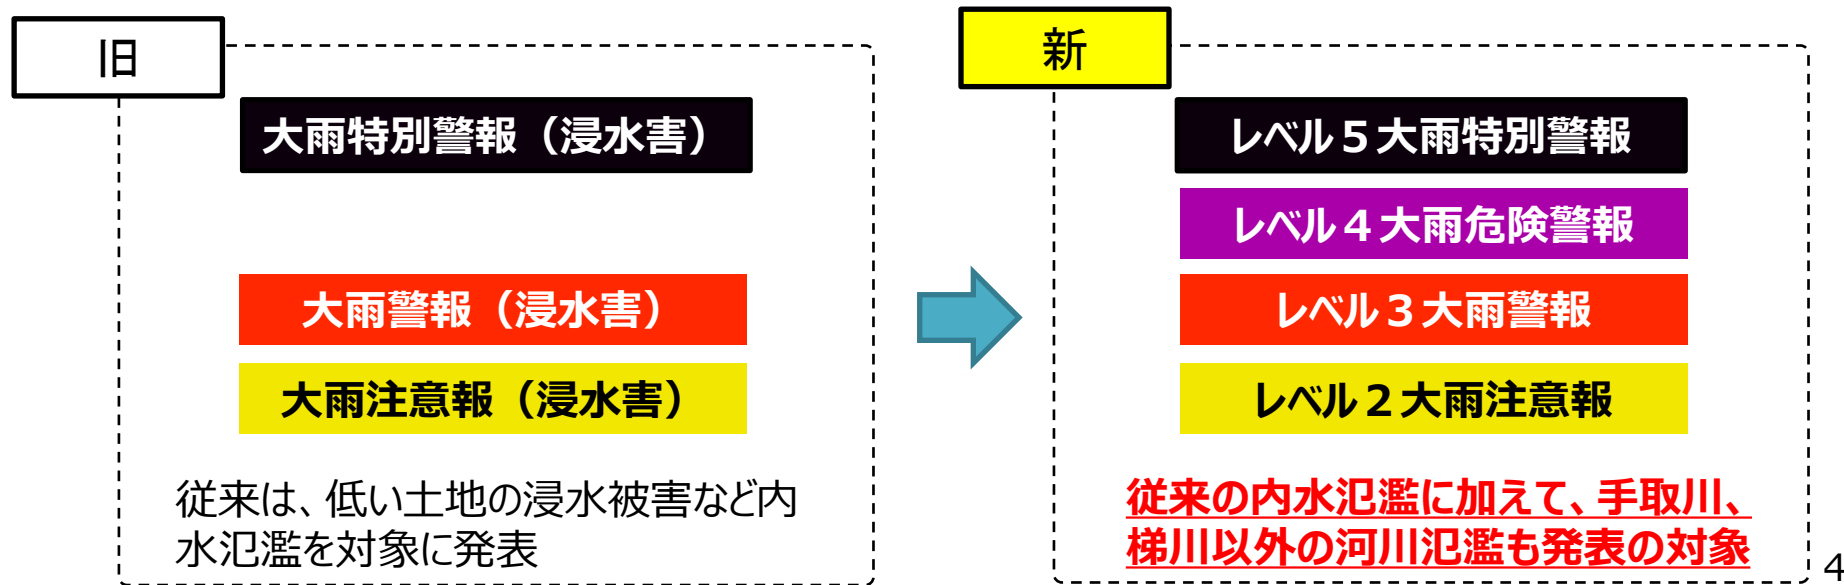 旧
大雨特別警報（浸水害）
大雨警報（浸水害）
大雨注意報（浸水害）
従来は、低い土地の浸水被害など内
水氾濫を対象に発表
新
レベル５大雨特別警報
レベル４大雨危険警報
レベル３大雨警報
レベル２大雨注意報
従来の内水氾濫に加えて、手取川、
梯川以外の河川氾濫も発表の対象
4